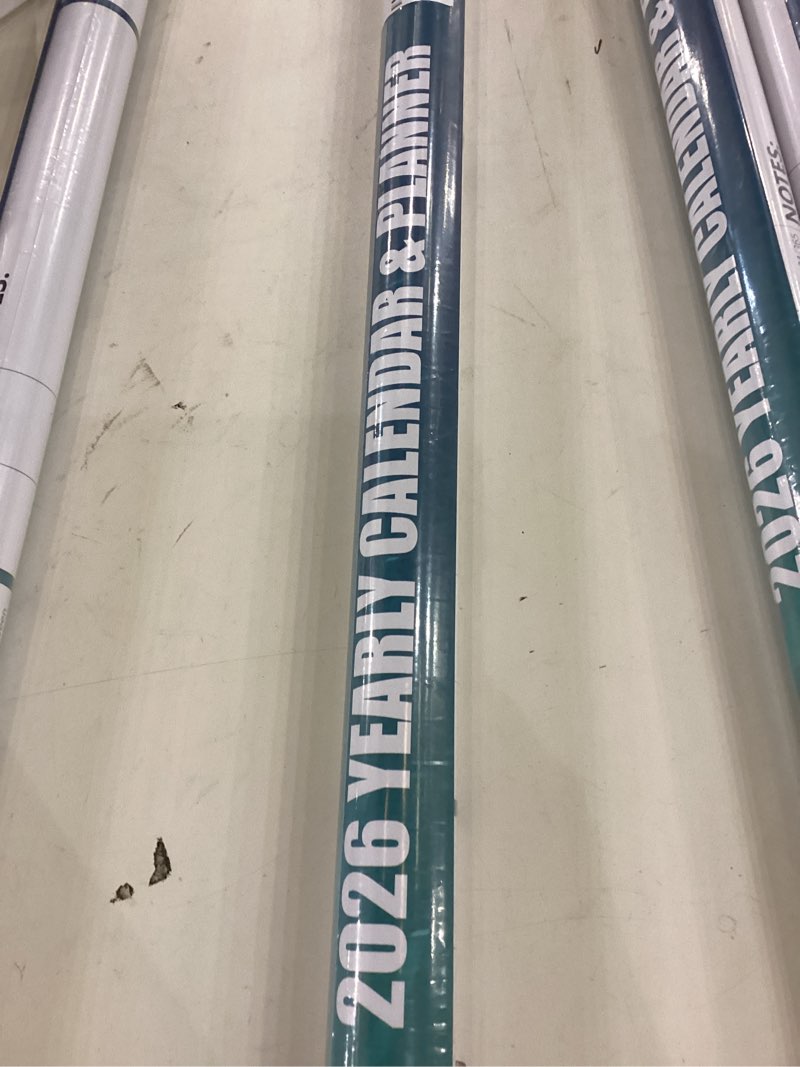 2026 YEARLY CALENDAR & PLANNER
2026 YEARLY CALENDAR &
NOTES: